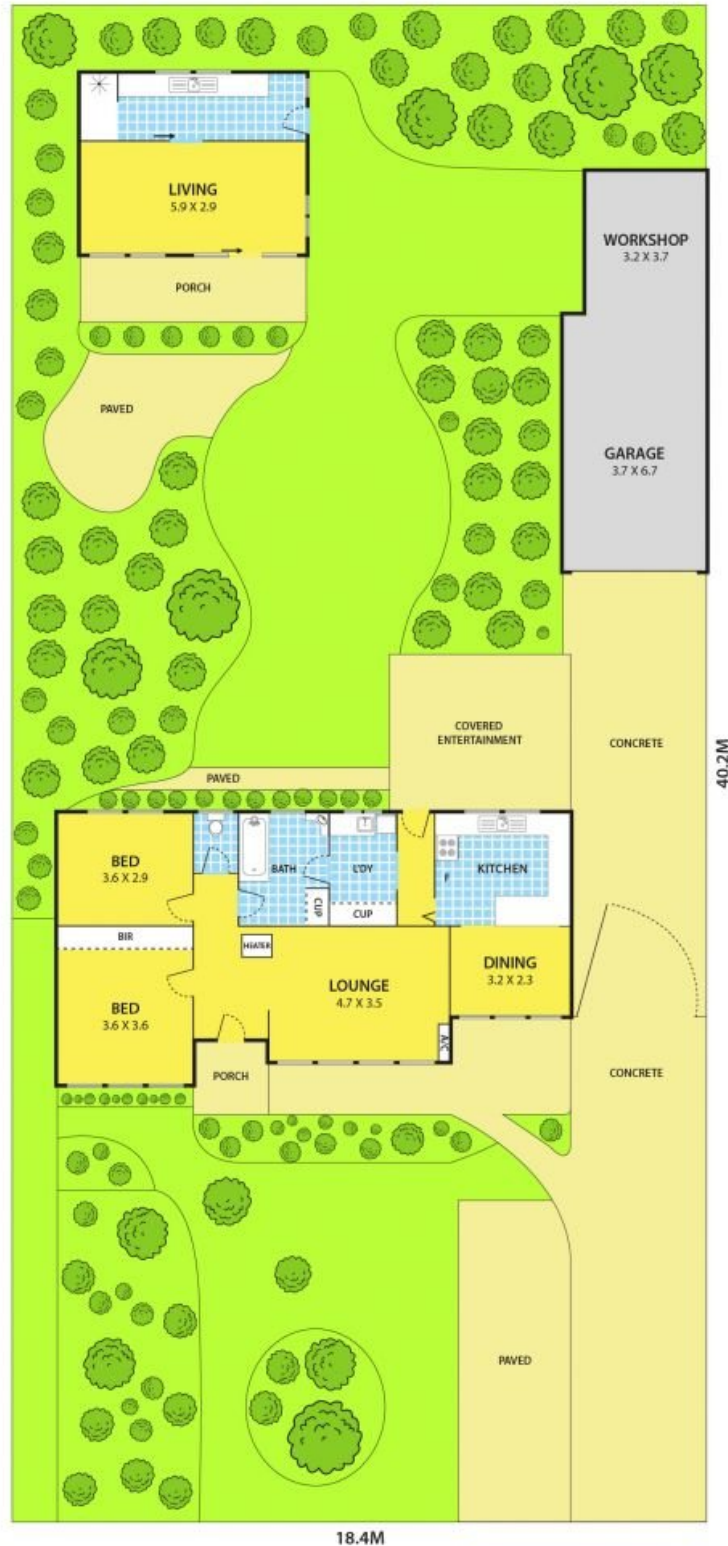 LIVING
5.9 X 2.9
PORCH
WORKSHOP
3.2 X 3.7
PAVED
GARAGE
3.7 X 6.7
COVERED
ENTERTAINMENT
CONCRETE
40.2M
PAVED
BED
3.6 X 2.9
BATH
L'DY
T
KITCHEN
F
CUP
CUP
BIR
HEATER
LOUNGE
4.7 X 3.5
DINING
3.2 X 2.3
BED
3.6 X 3.6
A/C
PORCH
CONCRETE
PAVED
18.4M